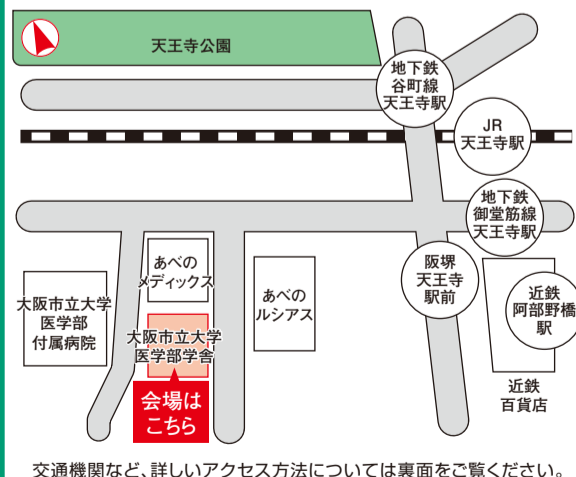 天王寺公園
地下鉄
谷町線
天王寺駅
JR
天王寺駅
地下鉄
御堂筋線
天王寺駅
あべの
メディックス
あべの
ルシアス
阪堺
天王寺
駅前
近鉄
阿部野橋
駅
大阪市立大学
医学部
付属病院
大阪市立大学
医学部学舎
会場は
こちら
近鉄
百貨店
交通機関など、詳しいアクセス方法については裏面をご覧ください。